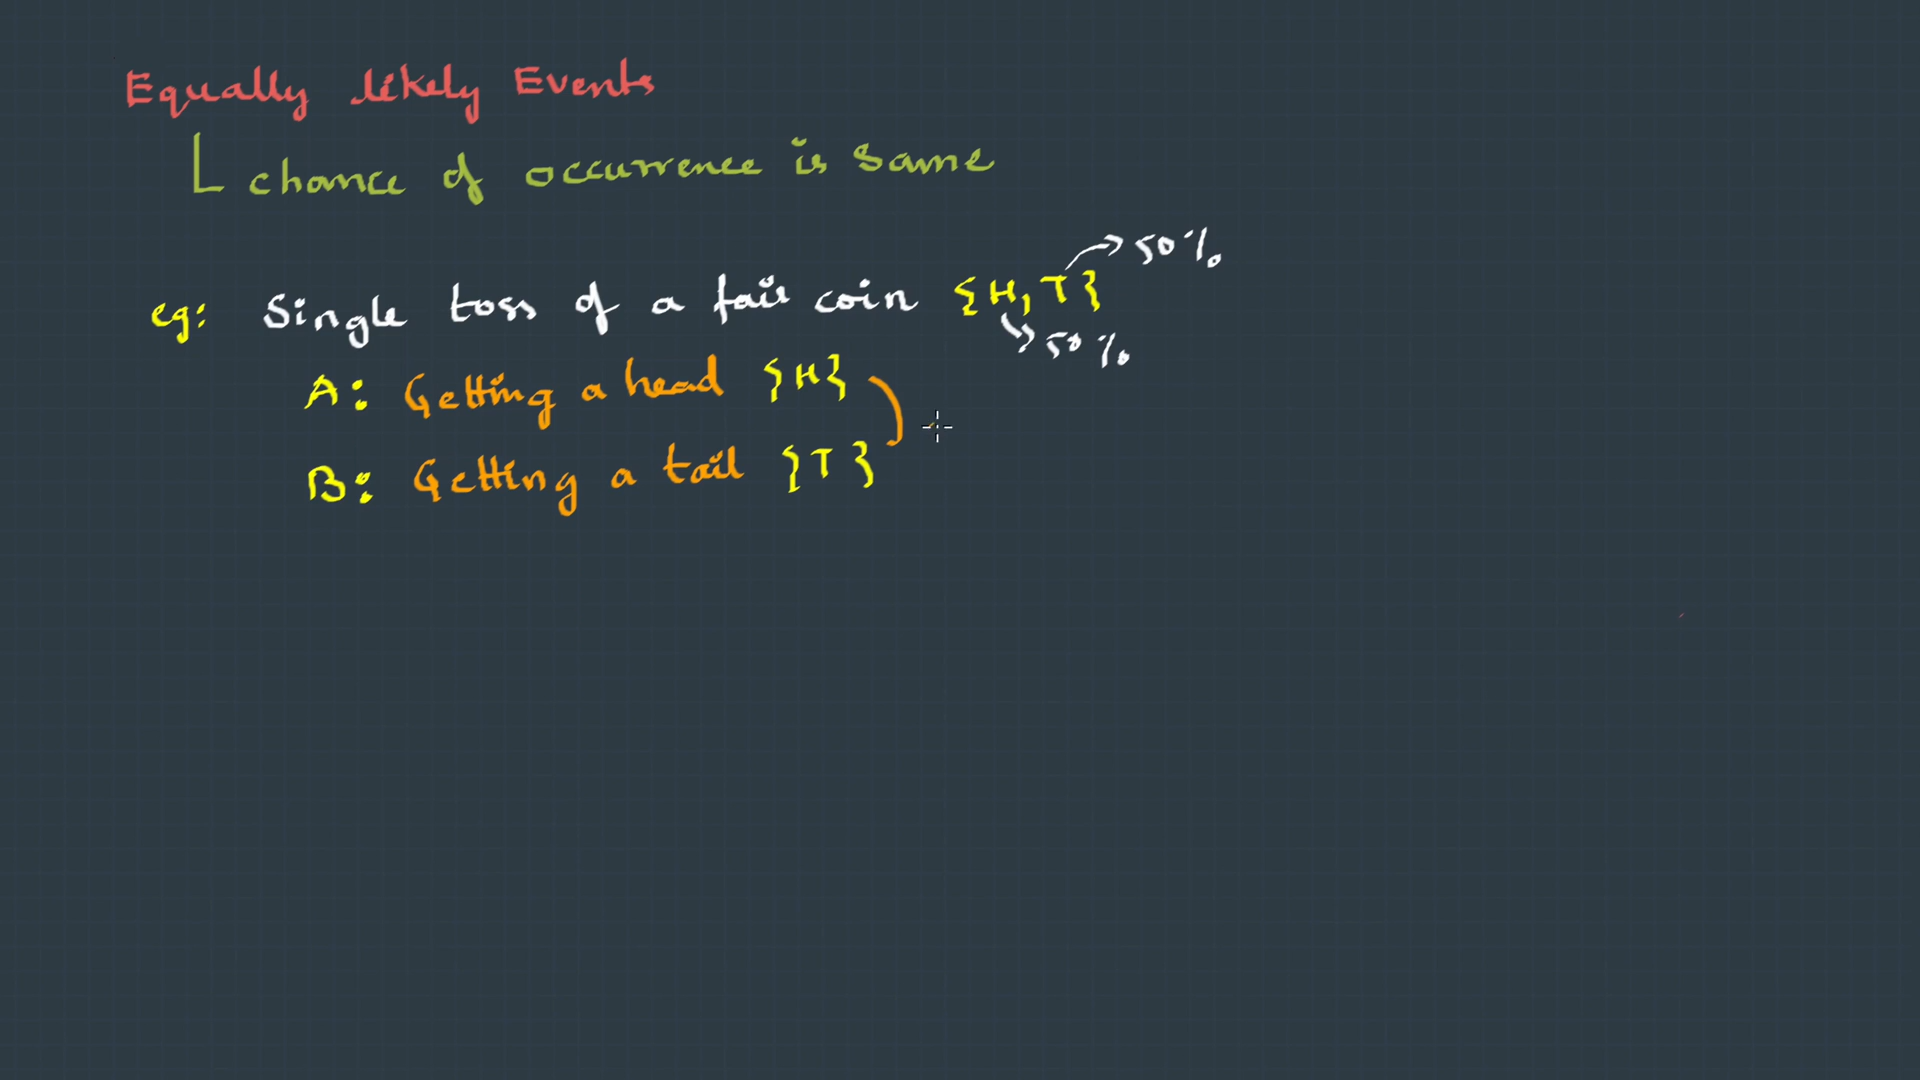 Equally likely Events
chance of occurrence is same
50%
eg: Single toss of a fair coin {H, T}
50%
A: Getting a head {H}
B: Getting a tail {T}